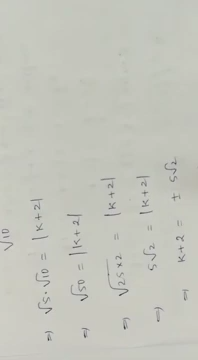 √10
⇒ √5·√10 = |k+2|
⇒ √50 = |k+2|
⇒ √25×2 = |k+2|
⇒ 5√2 = |k+2|
⇒ k+2 = ± 5√2